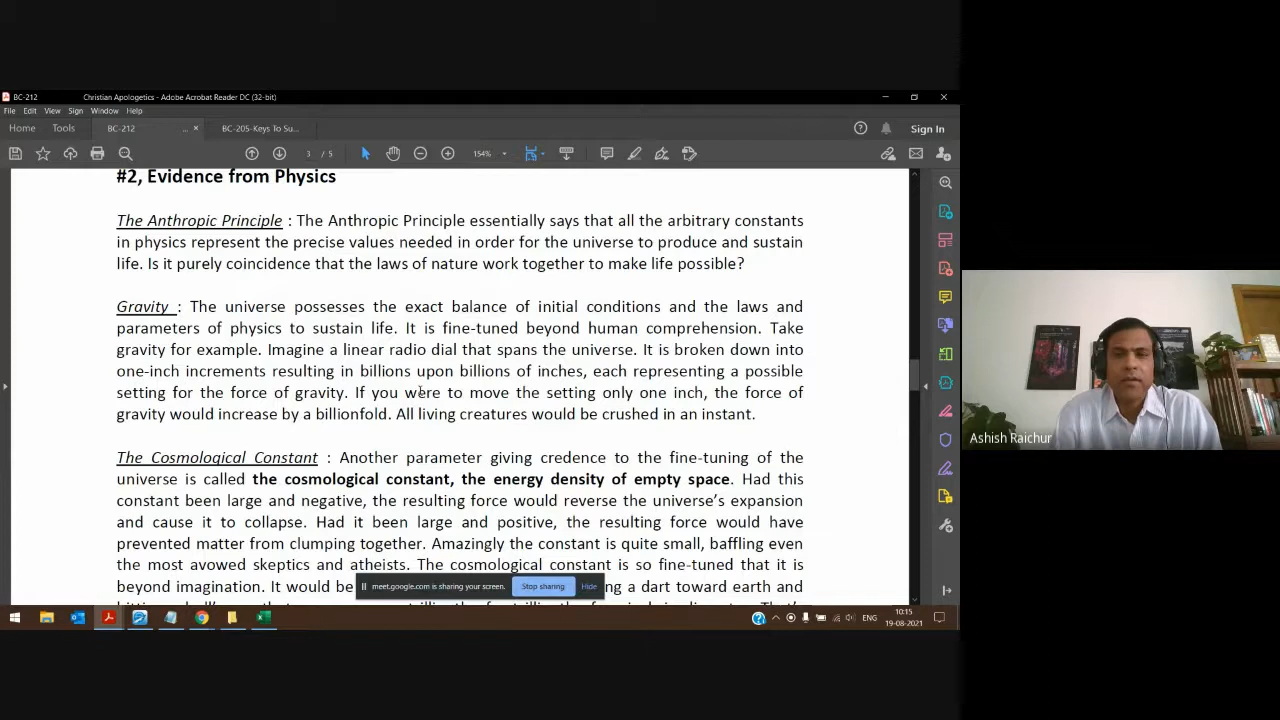 BC-212 Christian Apologetics - Adobe Acrobat Reader DC (32-bit)
File Edit View Sign Window Help
Home Tools BC-212 ... × BC-205-Keys To Su... Sign In
3 / 5 154%
#2, Evidence from Physics
The Anthropic Principle : The Anthropic Principle essentially says that all the arbitrary constants
in physics represent the precise values needed in order for the universe to produce and sustain
life. Is it purely coincidence that the laws of nature work together to make life possible?
Gravity : The universe possesses the exact balance of initial conditions and the laws and
parameters of physics to sustain life. It is fine-tuned beyond human comprehension. Take
gravity for example. Imagine a linear radio dial that spans the universe. It is broken down into
one-inch increments resulting in billions upon billions of inches, each representing a possible
setting for the force of gravity. If you were to move the setting only one inch, the force of
gravity would increase by a billionfold. All living creatures would be crushed in an instant.
Ashish Raichur
The Cosmological Constant : Another parameter giving credence to the fine-tuning of the
universe is called the cosmological constant, the energy density of empty space. Had this
constant been large and negative, the resulting force would reverse the universe's expansion
and cause it to collapse. Had it been large and positive, the resulting force would have
prevented matter from clumping together. Amazingly the constant is quite small, baffling even
the most avowed skeptics and atheists. The cosmological constant is so fine-tuned that it is
beyond imagination. It would be ng a dart toward earth and
meet.google.com is sharing your screen. Stop sharing Hide
ENG 10:15
19-08-2021